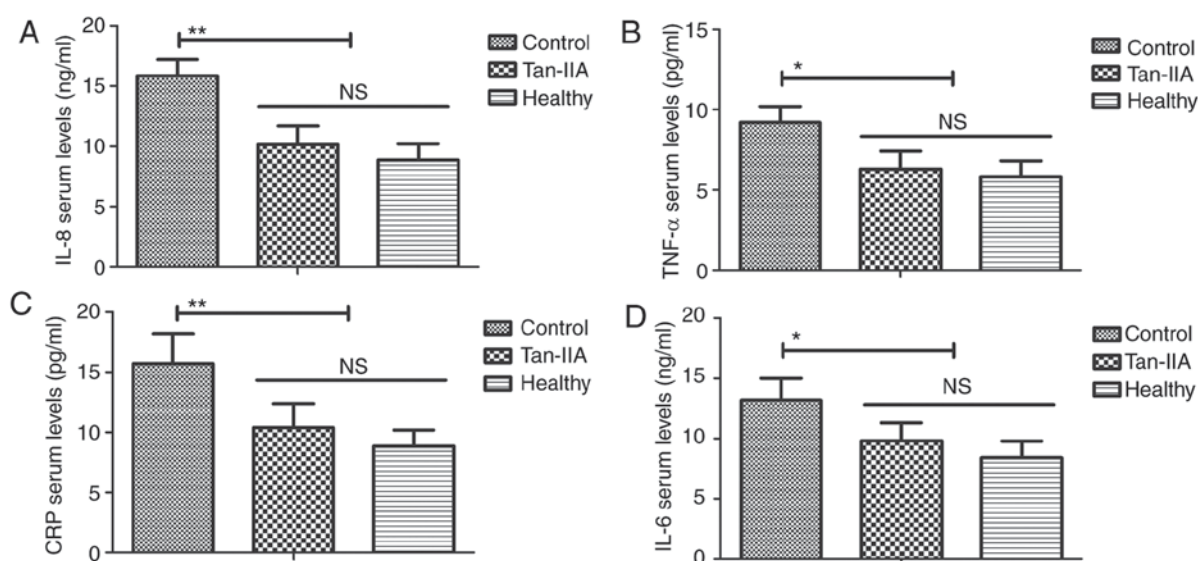 A
IL-8 serum levels (ng/ml)
20
15
10
5
0
**
NS
Control
Tan-IIA
Healthy
B
TNF-α serum levels (pg/ml)
15
10
5
0
*
NS
Control
Tan-IIA
Healthy
C
CRP serum levels (pg/ml)
20
15
10
5
0
**
NS
Control
Tan-IIA
Healthy
D
IL-6 serum levels (ng/ml)
20
15
10
5
0
*
NS
Control
Tan-IIA
Healthy